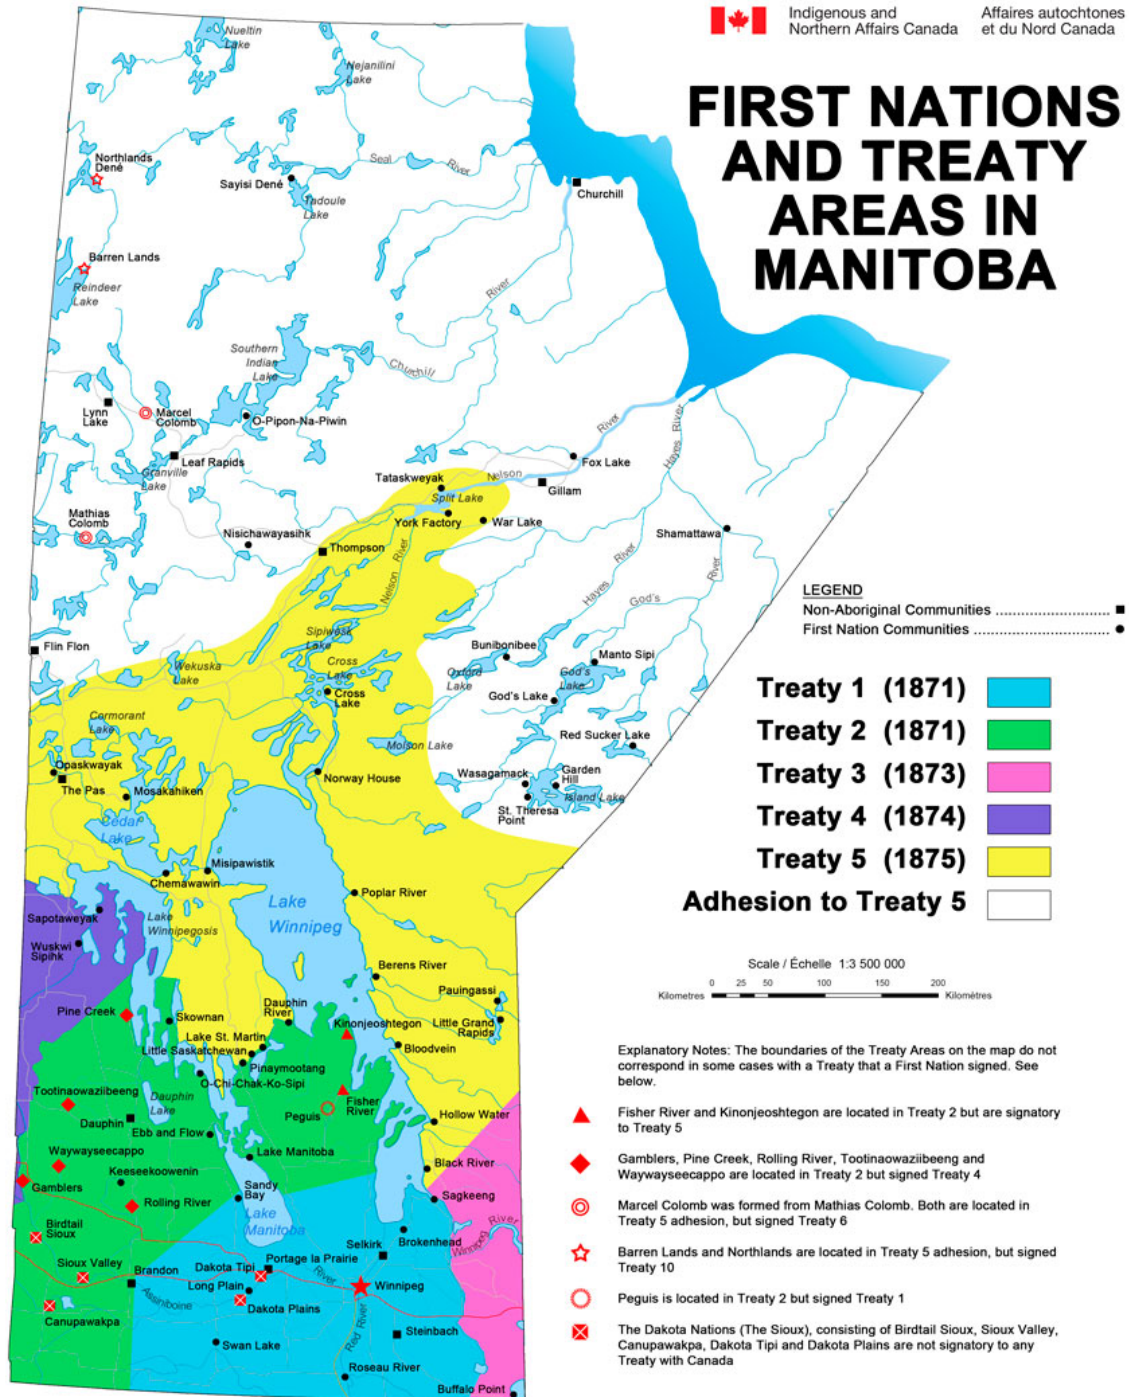 Indigenous and
Northern Affairs Canada
Affaires autochtones
et du Nord Canada
FIRST NATIONS
AND TREATY
AREAS IN
MANITOBA
Nueltin
Lake
Nejanilini
Lake
Northlands
Dené
Sayisi Dené
Seal
River
Tadoule
Lake
Churchill
Barren Lands
Reindeer
Lake
River
Southern
Indian
Lake
Churchill
Lynn
Lake
Marcel
Colomb
O-Pipon-Na-Piwin
River
Hayes River
Leaf Rapids
Granville
Lake
Fox Lake
Tataskweyak
Nelson
Gillam
Split Lake
Mathias
Colomb
York Factory
War Lake
Nisichawayasihk
Shamattawa
Thompson
Nelson River
Hayes
River
River
God's
Flin Flon
Sipiwesk
Lake
Bunibonibee
Manto Sipi
Wekuska
Lake
Cross
Lake
Oxford
Lake
God's
Lake
Cross
Lake
God's Lake
Cormorant
Lake
Molson Lake
Red Sucker Lake
Opaskwayak
The Pas
Norway House
Wasagamack
Garden
Hill
Mosakahiken
Island Lake
St. Theresa
Point
Cedar
Lake
Misipawistik
Chemawawin
Poplar River
Lake
Winnipeg
Sapotaweyak
Lake
Winnipegosis
Wuskwi
Sipihk
Berens River
Pauingassi
Pine Creek
Skownan
Dauphin
River
Kinonjeoshtegon
Little Grand
Rapids
Lake St. Martin
Little Saskatchewan
Bloodvein
Pinaymootang
O-Chi-Chak-Ko-Sipi
Tootinaowaziibeeng
Dauphin
Lake
Fisher
River
Peguis
Dauphin
Hollow Water
Ebb and Flow
Waywayseecappo
Lake Manitoba
Black River
Keeseekoowenin
Gamblers
Sandy
Bay
Sagkeeng
Rolling River
Lake
Manitoba
Birdtail
Sioux
Brokenhead
Winnipeg
River
Selkirk
Portage la Prairie
Sioux Valley
Dakota Tipi
Brandon
River
Long Plain
Winnipeg
Assiniboine
Dakota Plains
Canupawakpa
Red River
Steinbach
Swan Lake
Roseau River
Buffalo Point
LEGEND
Non-Aboriginal Communities ..............................
First Nation Communities ..................................
Treaty 1 (1871)
Treaty 2 (1871)
Treaty 3 (1873)
Treaty 4 (1874)
Treaty 5 (1875)
Adhesion to Treaty 5
Scale / Échelle 1:3 500 000
0 25 50 100 150 200
Kilometres
Kilométres
Explanatory Notes: The boundaries of the Treaty Areas on the map do not
correspond in some cases with a Treaty that a First Nation signed. See
below.
Fisher River and Kinonjeoshtegon are located in Treaty 2 but are signatory
to Treaty 5
Gamblers, Pine Creek, Rolling River, Tootinaowaziibeeng and
Waywayseecappo are located in Treaty 2 but signed Treaty 4
Marcel Colomb was formed from Mathias Colomb. Both are located in
Treaty 5 adhesion, but signed Treaty 6
Barren Lands and Northlands are located in Treaty 5 adhesion, but signed
Treaty 10
Peguis is located in Treaty 2 but signed Treaty 1
The Dakota Nations (The Sioux), consisting of Birdtail Sioux, Sioux Valley,
Canupawakpa, Dakota Tipi and Dakota Plains are not signatory to any
Treaty with Canada